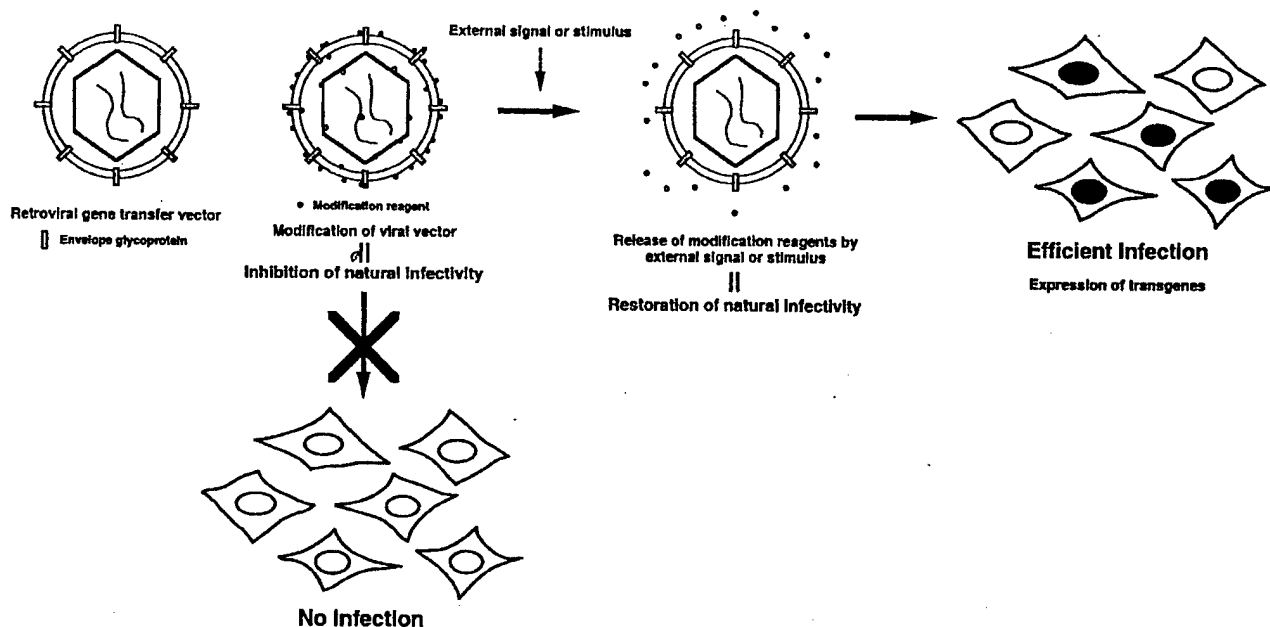 External signal or stimulus
Retroviral gene transfer vector
Envelope glycoprotein
• Modification reagent
Modification of viral vector
Inhibition of natural infectivity
No Infection
Release of modification reagents by
external signal or stimulus
Restoration of natural infectivity
Efficient Infection
Expression of transgenes